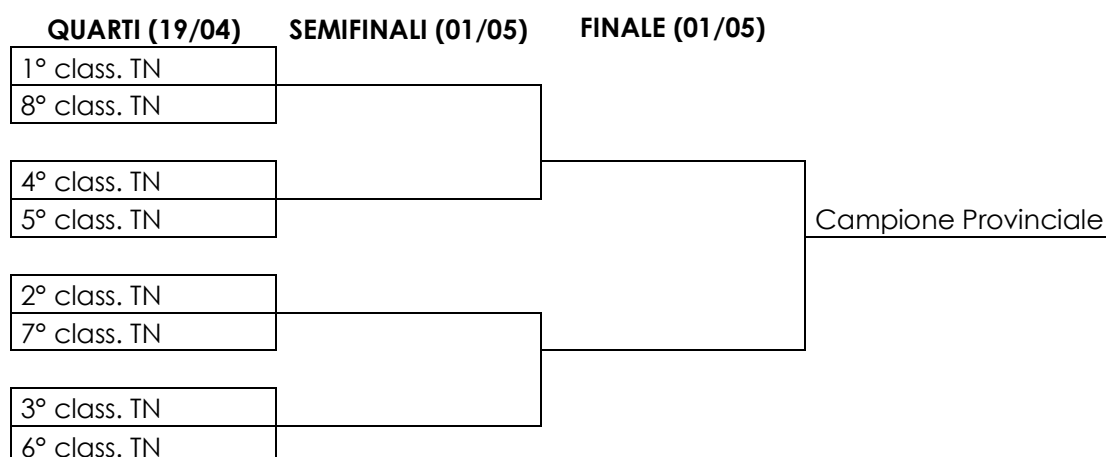 QUARTI (19/04) SEMIFINALI (01/05) FINALE (01/05)
1° class. TN
8° class. TN
4° class. TN
5° class. TN
Campione Provinciale
2° class. TN
7° class. TN
3° class. TN
6° class. TN